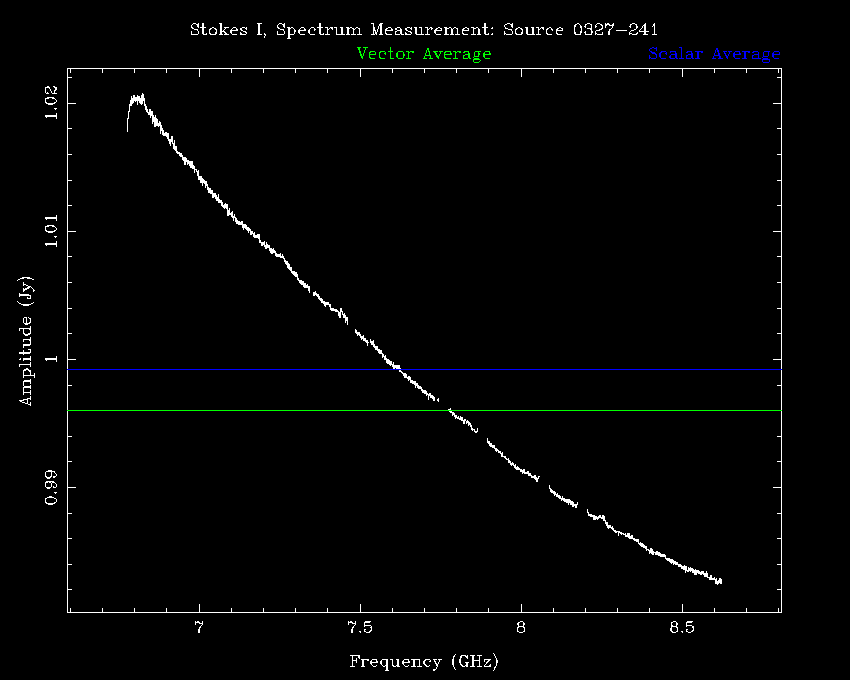 Stokes I, Spectrum Measurement: Source 0327−241
Vector Average
Scalar Average
1.02
1.01
1
0.99
Amplitude (Jy)
7
7.5
8
8.5
Frequency (GHz)